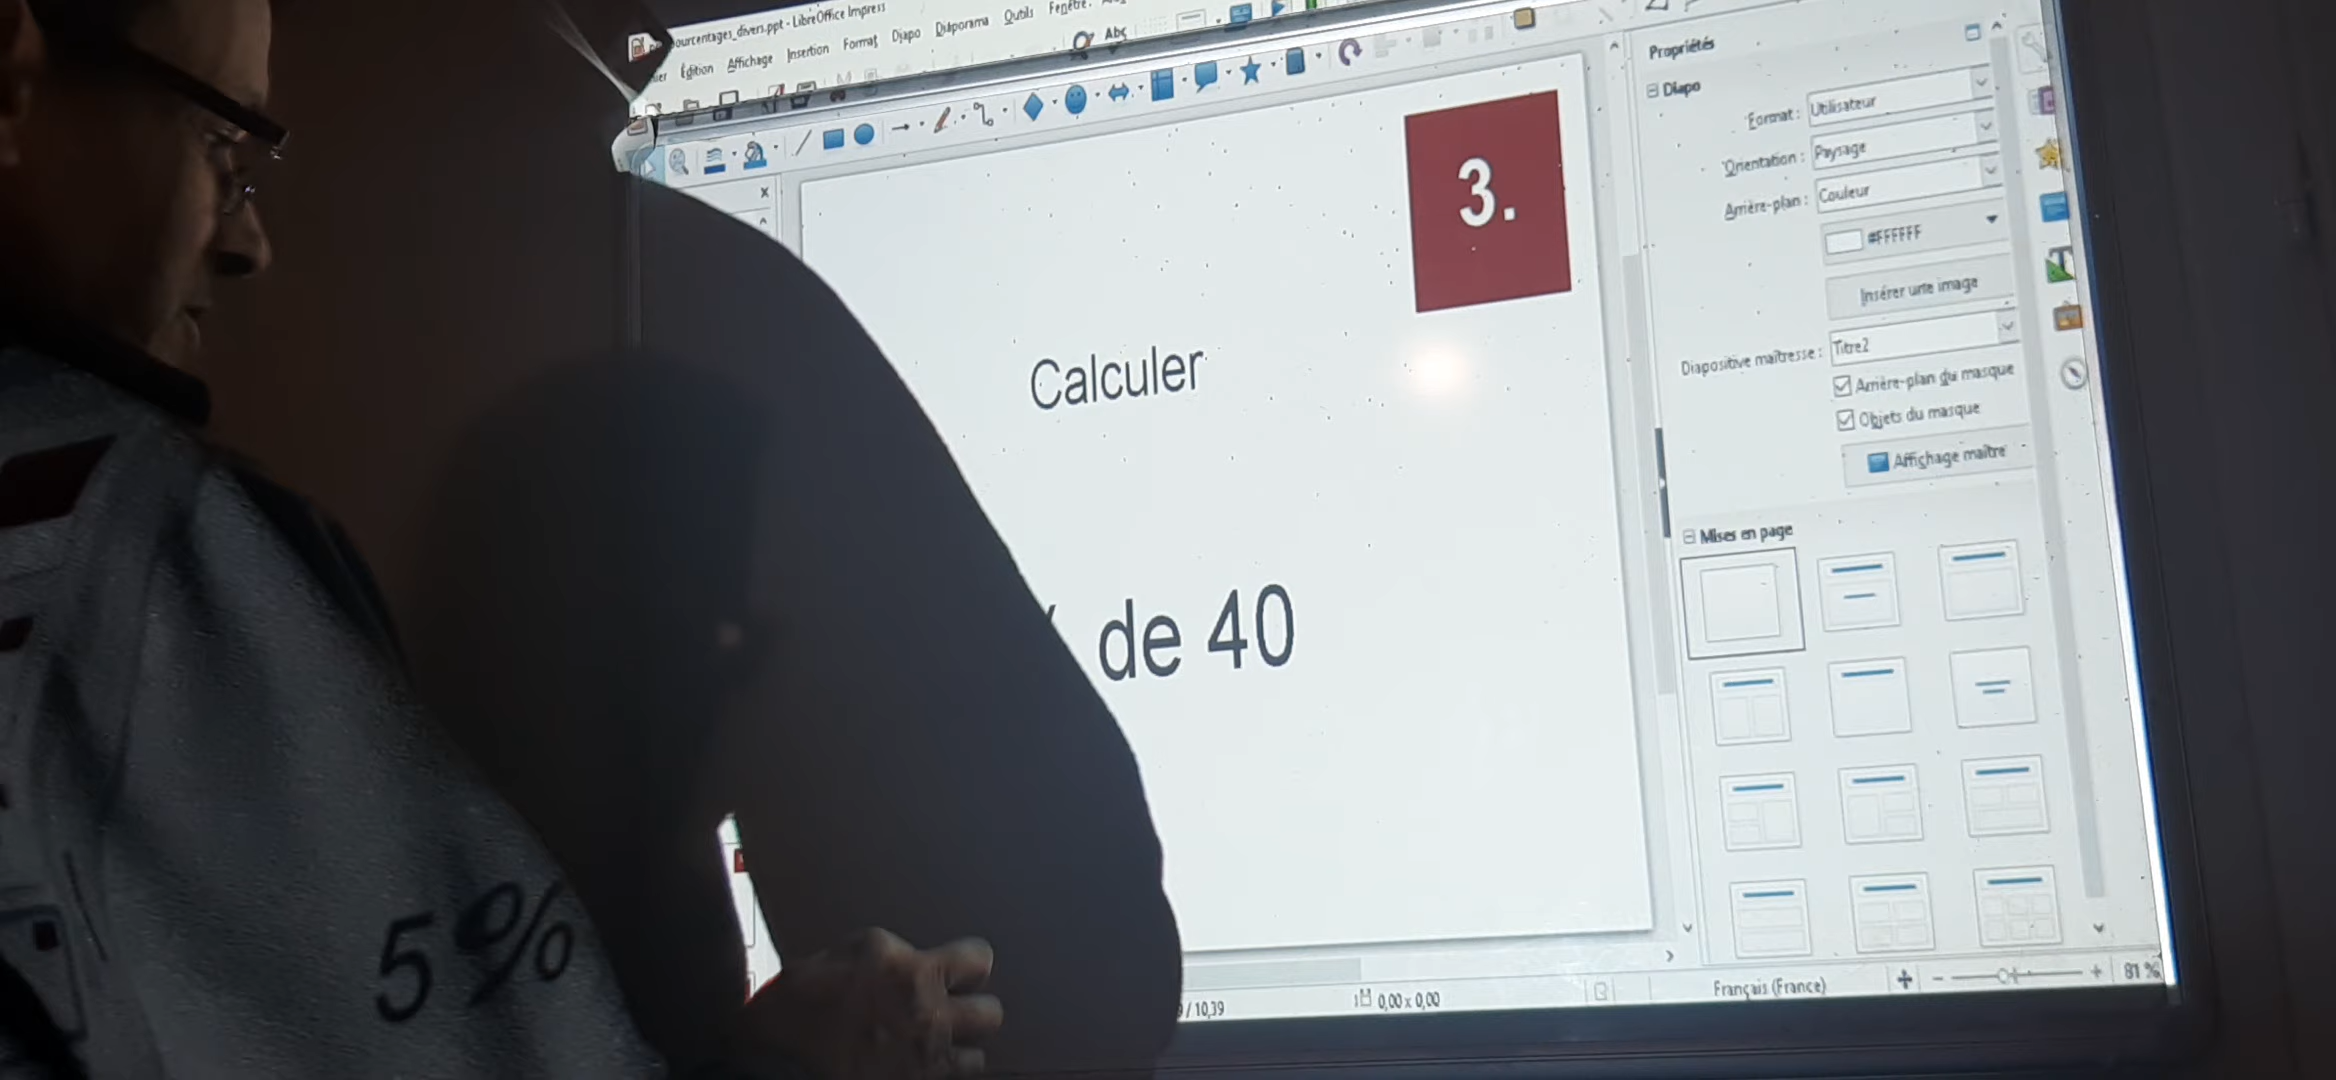 ourcentages_divers.ppt - LibreOffice Impress
Édition Affichage Insertion Format Diapo Diaporama Outils Fenêtre
Abc
Propriétés
Diapo
Format : Utilisateur
Orientation : Paysage
Arrière-plan : Couleur
#FFFFFF
Insérer une image
Diapositive maîtresse : Titre2
Arrière-plan du masque
Objets du masque
Affichage maître
Mises en page
3.
Calculer
5% de 40
/ 10,39
0,00 x 0,00
Français (France)
81 %